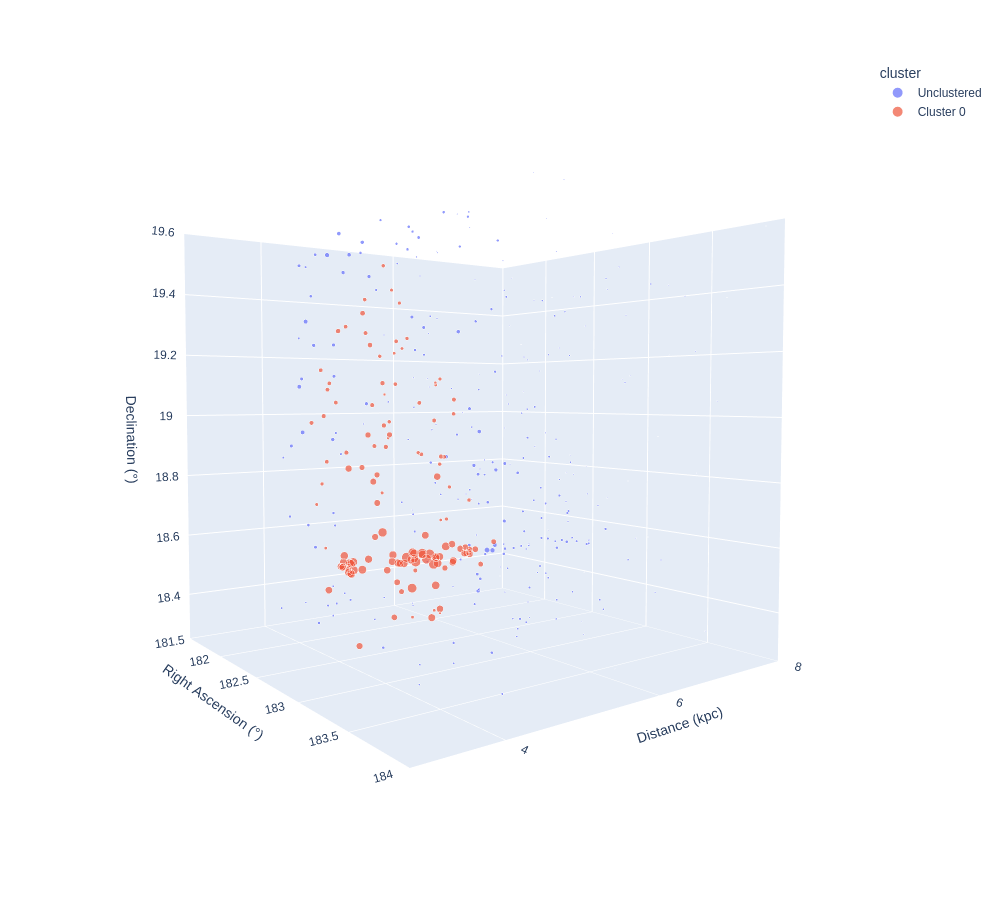 cluster
Unclustered
Cluster 0
19.6
19.4
19.2
19
18.8
18.6
18.4
Declination (°)
181.5
182
182.5
183
183.5
184
Right Ascension (°)
4
6
8
Distance (kpc)